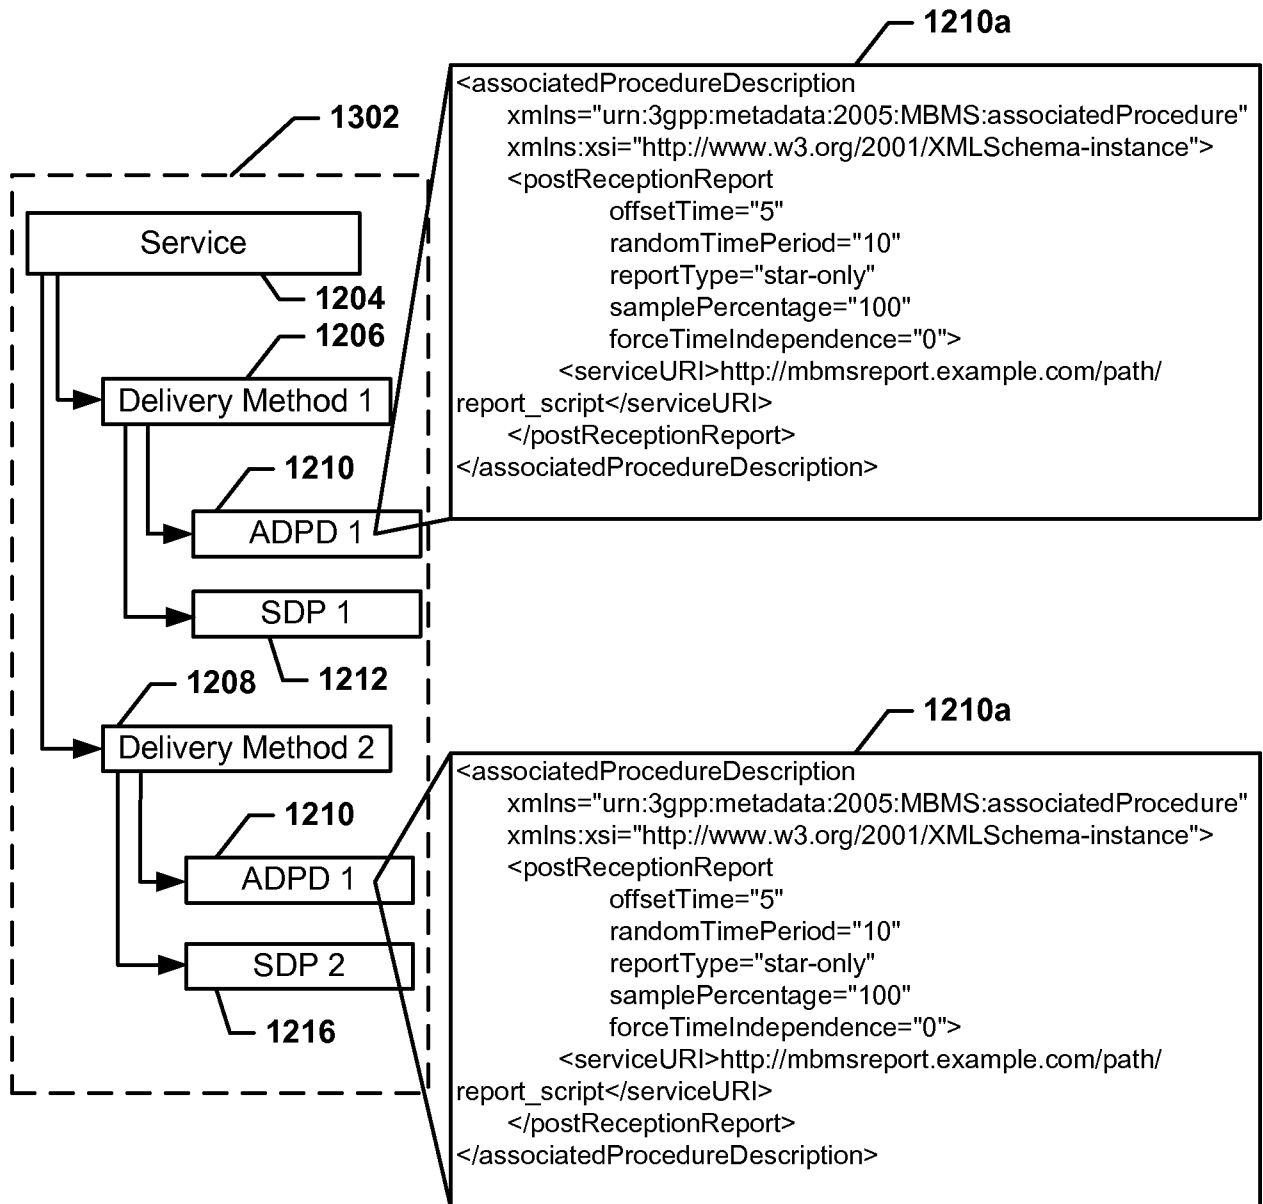 1210a
<associatedProcedureDescription
xmlns="urn:3gpp:metadata:2005:MBMS:associatedProcedure"
xmlns:xsi="http://www.w3.org/2001/XMLSchema-instance">
<postReceptionReport
offsetTime="5"
randomTimePeriod="10"
reportType="star-only"
samplePercentage="100"
forceTimeIndependence="0">
<serviceURI>http://mbmsreport.example.com/path/
report_script</serviceURI>
</postReceptionReport>
</associatedProcedureDescription>
1302
Service
1204
1206
Delivery Method 1
1210
ADPD 1
SDP 1
1212
1208
Delivery Method 2
1210
ADPD 1
SDP 2
1216
1210a
<associatedProcedureDescription
xmlns="urn:3gpp:metadata:2005:MBMS:associatedProcedure"
xmlns:xsi="http://www.w3.org/2001/XMLSchema-instance">
<postReceptionReport
offsetTime="5"
randomTimePeriod="10"
reportType="star-only"
samplePercentage="100"
forceTimeIndependence="0">
<serviceURI>http://mbmsreport.example.com/path/
report_script</serviceURI>
</postReceptionReport>
</associatedProcedureDescription>